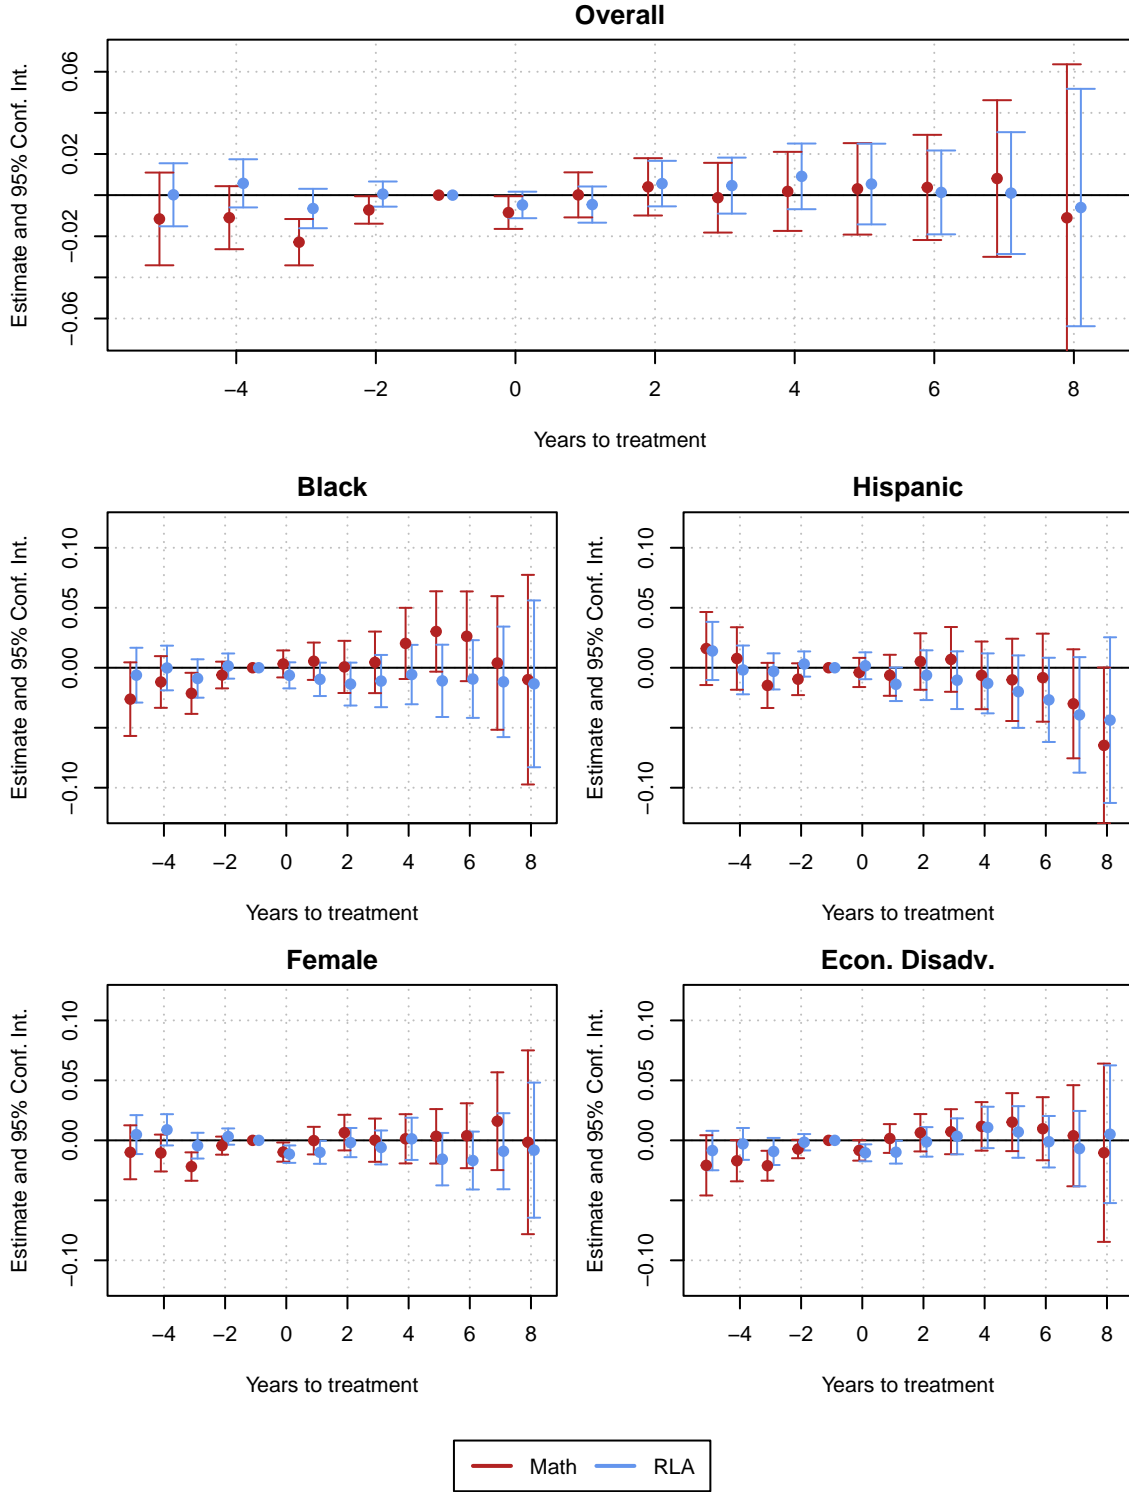 Overall
Estimate and 95% Conf. Int.
0.06
0.02
−0.02
−0.06
−4 −2 0 2 4 6 8
Years to treatment
Black
Estimate and 95% Conf. Int.
0.10
0.05
0.00
−0.10
−4 −2 0 2 4 6 8
Years to treatment
Hispanic
Estimate and 95% Conf. Int.
0.10
0.05
0.00
−0.10
−4 −2 0 2 4 6 8
Years to treatment
Female
Estimate and 95% Conf. Int.
0.10
0.05
0.00
−0.10
−4 −2 0 2 4 6 8
Years to treatment
Econ. Disadv.
Estimate and 95% Conf. Int.
0.10
0.05
0.00
−0.10
−4 −2 0 2 4 6 8
Years to treatment
Math RLA